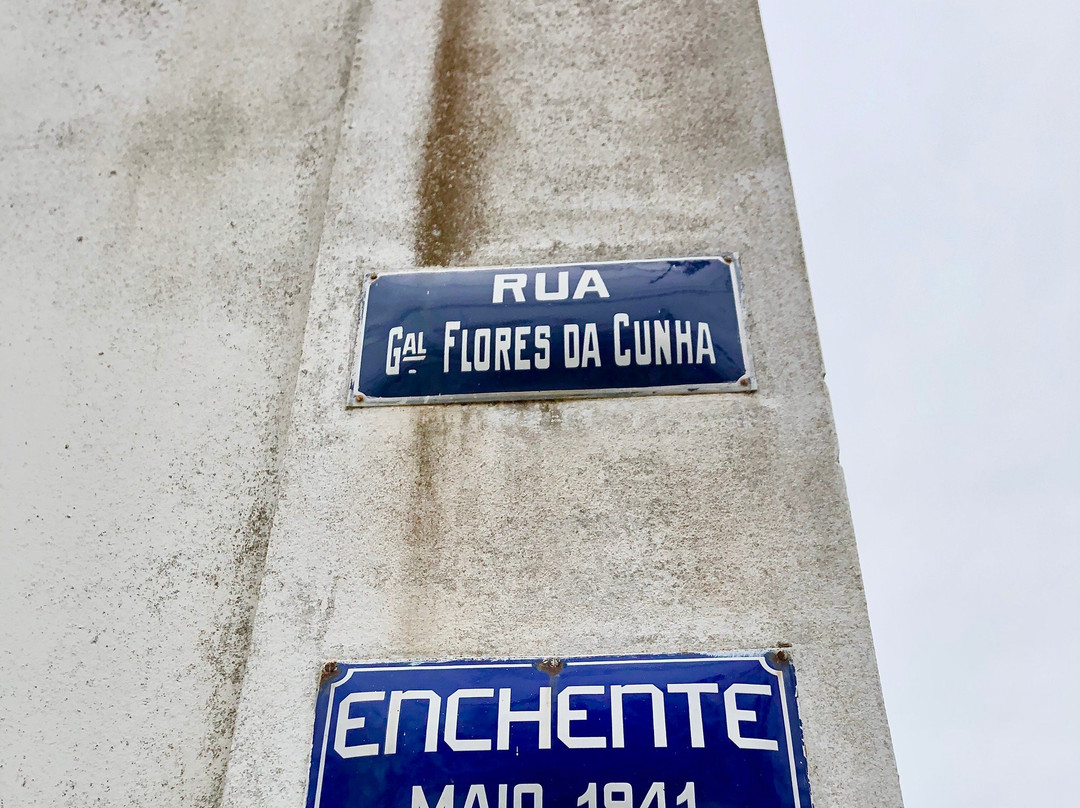 RUA
GAL FLORES DA CUNHA
ENCHENTE
MAIO 1941